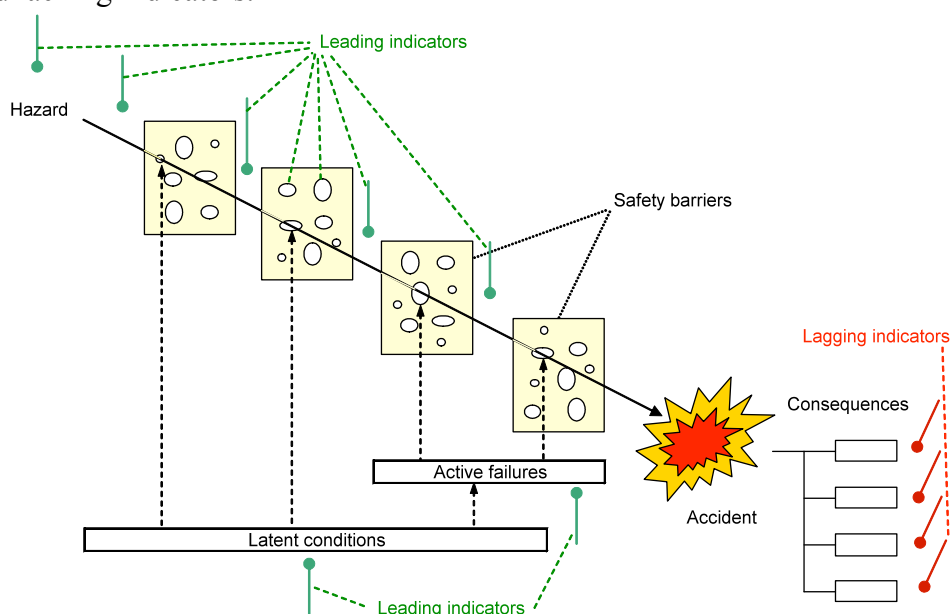 Leading indicators
Hazard
Safety barriers
Lagging indicators
Consequences
Active failures
Accident
Latent conditions
Leading indicators